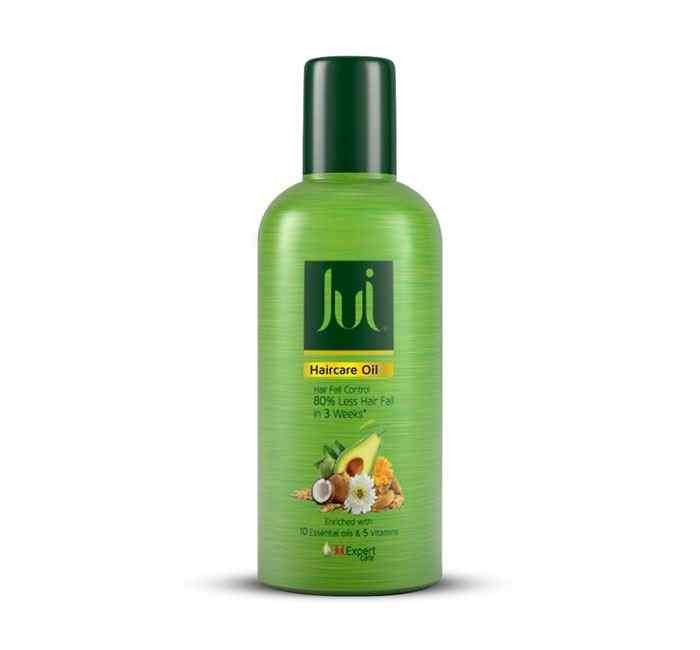 Jui
Haircare Oil
Hair Fall Control
80% Less Hair Fall
in 3 Weeks*
Enriched with
10 Essential oils & 5 Vitamins
Expert
care